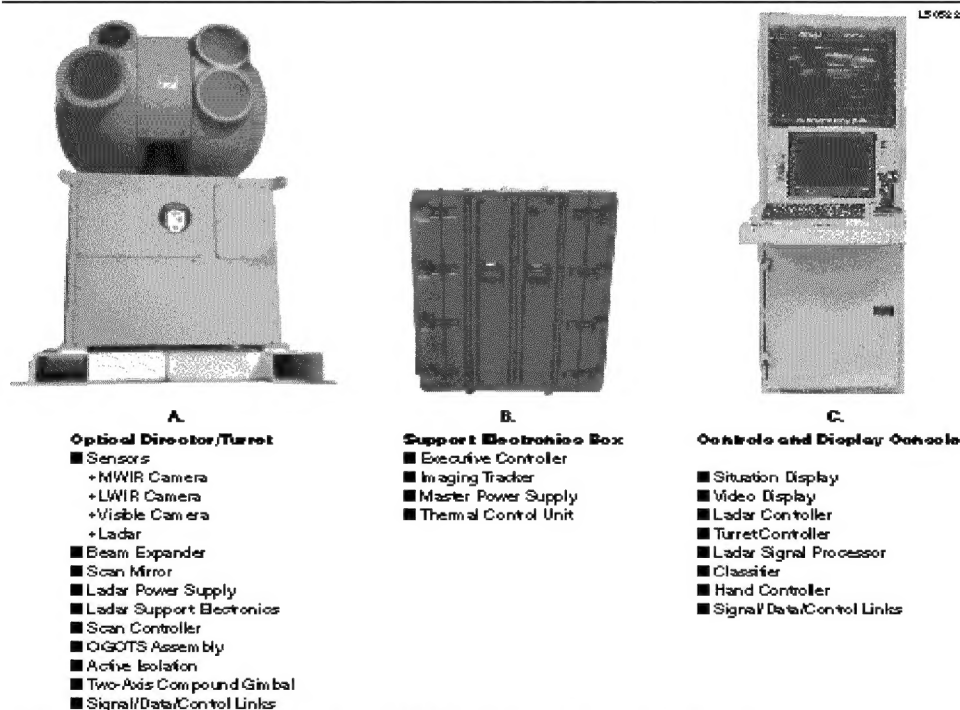 A.
Optical Director/Turret
■ Sensors
+MWIR Camera
+LWIR Camera
+Visible Camera
+Ladar
■ Beam Expander
■ Scan Mirror
■ Ladar Power Supply
■ Ladar Support Electronics
■ Scan Controller
■ OGOTS Assembly
■ Active Isolation
■ Two-Axis Compound Gimbal
■ Signal/Data/Control Links
B.
Support Electronics Box
■ Executive Controller
■ Imaging Tracker
■ Master Power Supply
■ Thermal Control Unit
C.
Controls and Display Console
■ Situation Display
■ Video Display
■ Ladar Controller
■ Turret Controller
■ Ladar Signal Processor
■ Classifier
■ Hand Controller
■ Signal/Data/Control Links